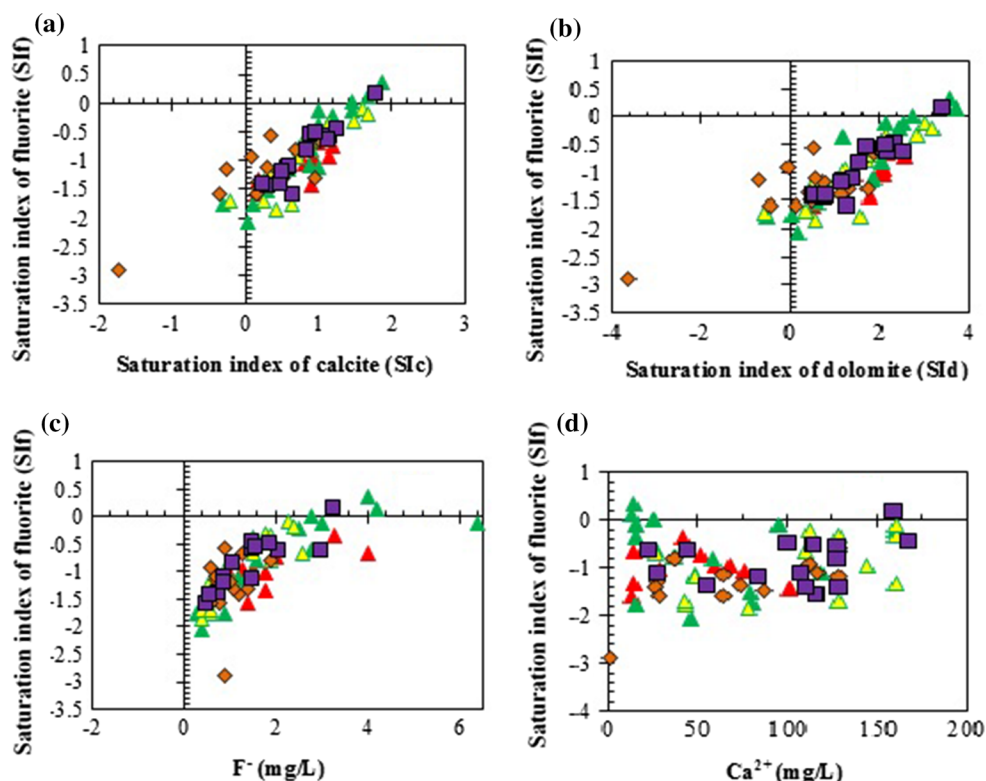 (a)
Saturation index of fluorite (SIf)
1
0.5
0
-0.5
-1
-1.5
-2
-2.5
-3
-3.5
-2 -1 0 1 2 3
Saturation index of calcite (SIc)
(b)
Saturation index of fluorite (SIf)
1
0.5
0
-0.5
-1
-1.5
-2
-2.5
-3
-3.5
-4 -2 0 2 4
Saturation index of dolomite (SId)
(c)
Saturation index of fluorite (SIf)
1
0.5
0
-0.5
-1
-1.5
-2
-2.5
-3
-3.5
-2 0 2 4 6
F- (mg/L)
(d)
Saturation index of fluorite (SIf)
1
0
-1
-2
-3
-4
0 50 100 150 200
Ca2+ (mg/L)